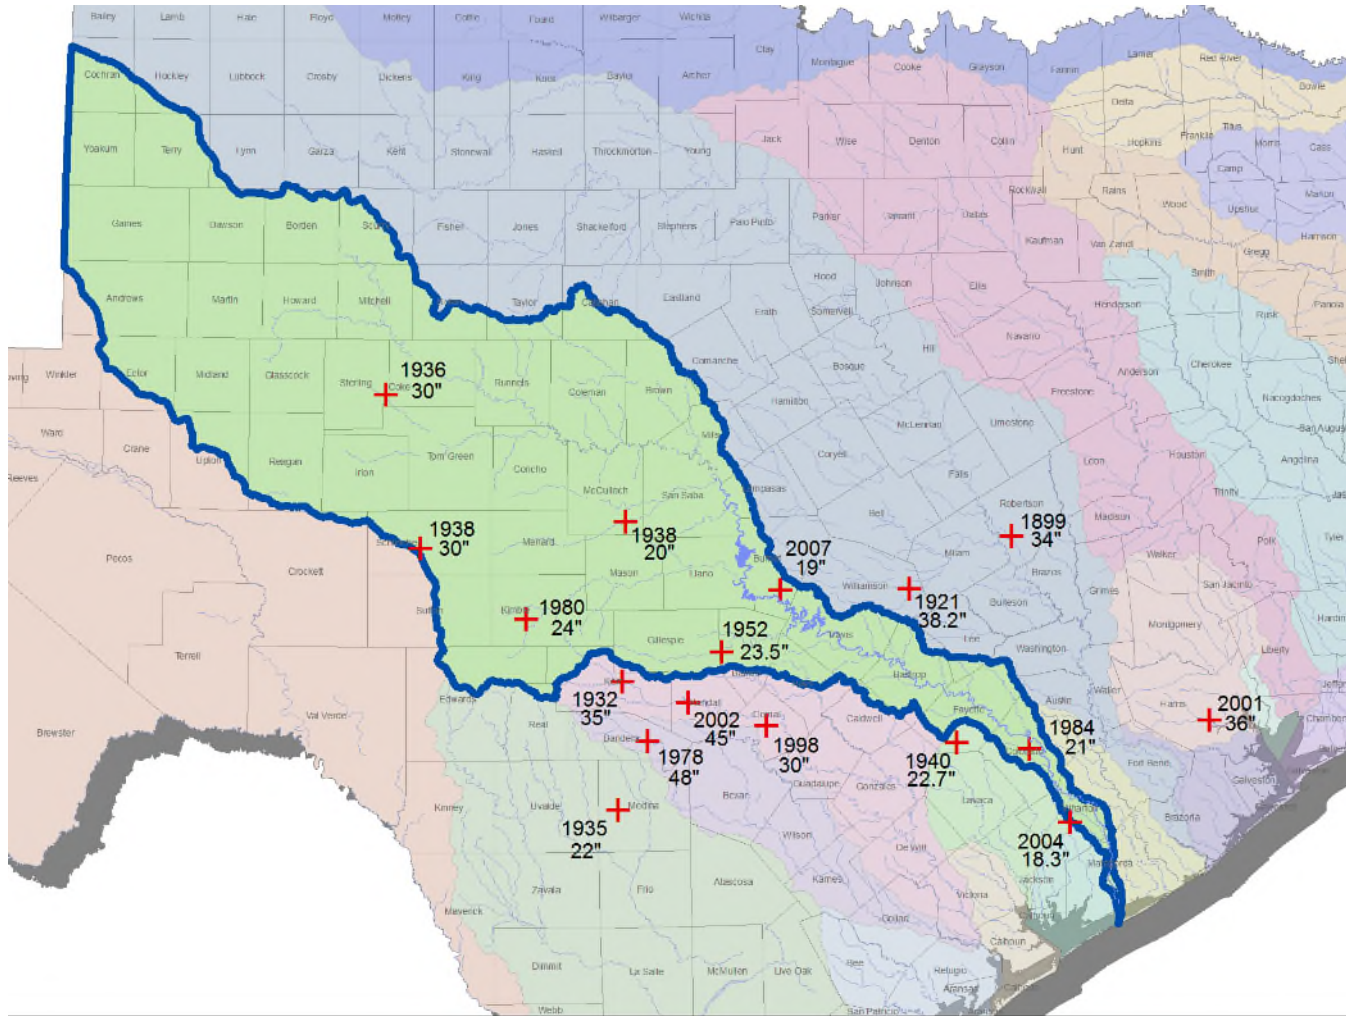 Bailey Lamb Hale Floyd Motley Cottle Foard Wilbarger Wichita
Clay Montague Cooke Grayson Fannin Lamar Red River Bowie
Cochran Hockley Lubbock Crosby Dickens King Knox Baylor Archer
Delta Titus Franklin Morris Cass
Yoakum Terry Lynn Garza Kent Stonewall Haskell Throckmorton Young
Jack Wise Denton Collin Hunt Hopkins Camp Marion
Rockwall Rains Wood Upshur
Gaines Dawson Borden Fisher Jones Shackelford Stephens Palo Pinto
Parker Tarrant Dallas Kaufman Van Zandt Gregg Harrison
Andrews Martin Howard Mitchell Taylor Callahan Eastland
Hood Johnson Ellis Smith Henderson Panola
Erath Somervell Rusk
Winkler Ector Midland Glasscock Sterling Coke Runnels Coleman Brown Comanche
Hill Bosque Navarro Anderson Cherokee
1936
30"
Freestone Nacogdoches
Hamilton McLennan Limestone
Ward Crane Upton Reagan Irion Tom Green Concho
Reeves
Coryell Falls Leon Houston Angelina
McCulloch San Saba
Bell Robertson Trinity
Madison
1938
30"
1938
20"
1899
34"
Pecos Crockett Menard Milam Walker Polk Tyler
Mason Llano
2007
19"
Williamson Brazos Grimes San Jacinto
1921
38.2"
Burleson
Sutton Kimble
1980
24"
Gillespie
1952
23.5"
Travis Lee Washington Montgomery Liberty
Terrell
Bastrop
Edwards Real
1932
35"
Kendall
2002
45"
Comal
1998
30"
Caldwell Fayette Austin Waller Harris
2001
36"
Brewster Val Verde
Bandera
1978
48"
Guadalupe Gonzales
1940
22.7"
1984
21"
Fort Bend Galveston
Kinney Uvalde Medina Bexar Lavaca
1935
22"
Wilson
2004
18.3"
Brazoria
De Witt Matagorda
Maverick Zavala Frio Atascosa Karnes Victoria Jackson
Goliad Calhoun
Calhoun
Dimmit La Salle McMullen Live Oak Bee Refugio
Aransas
Webb San Patricio